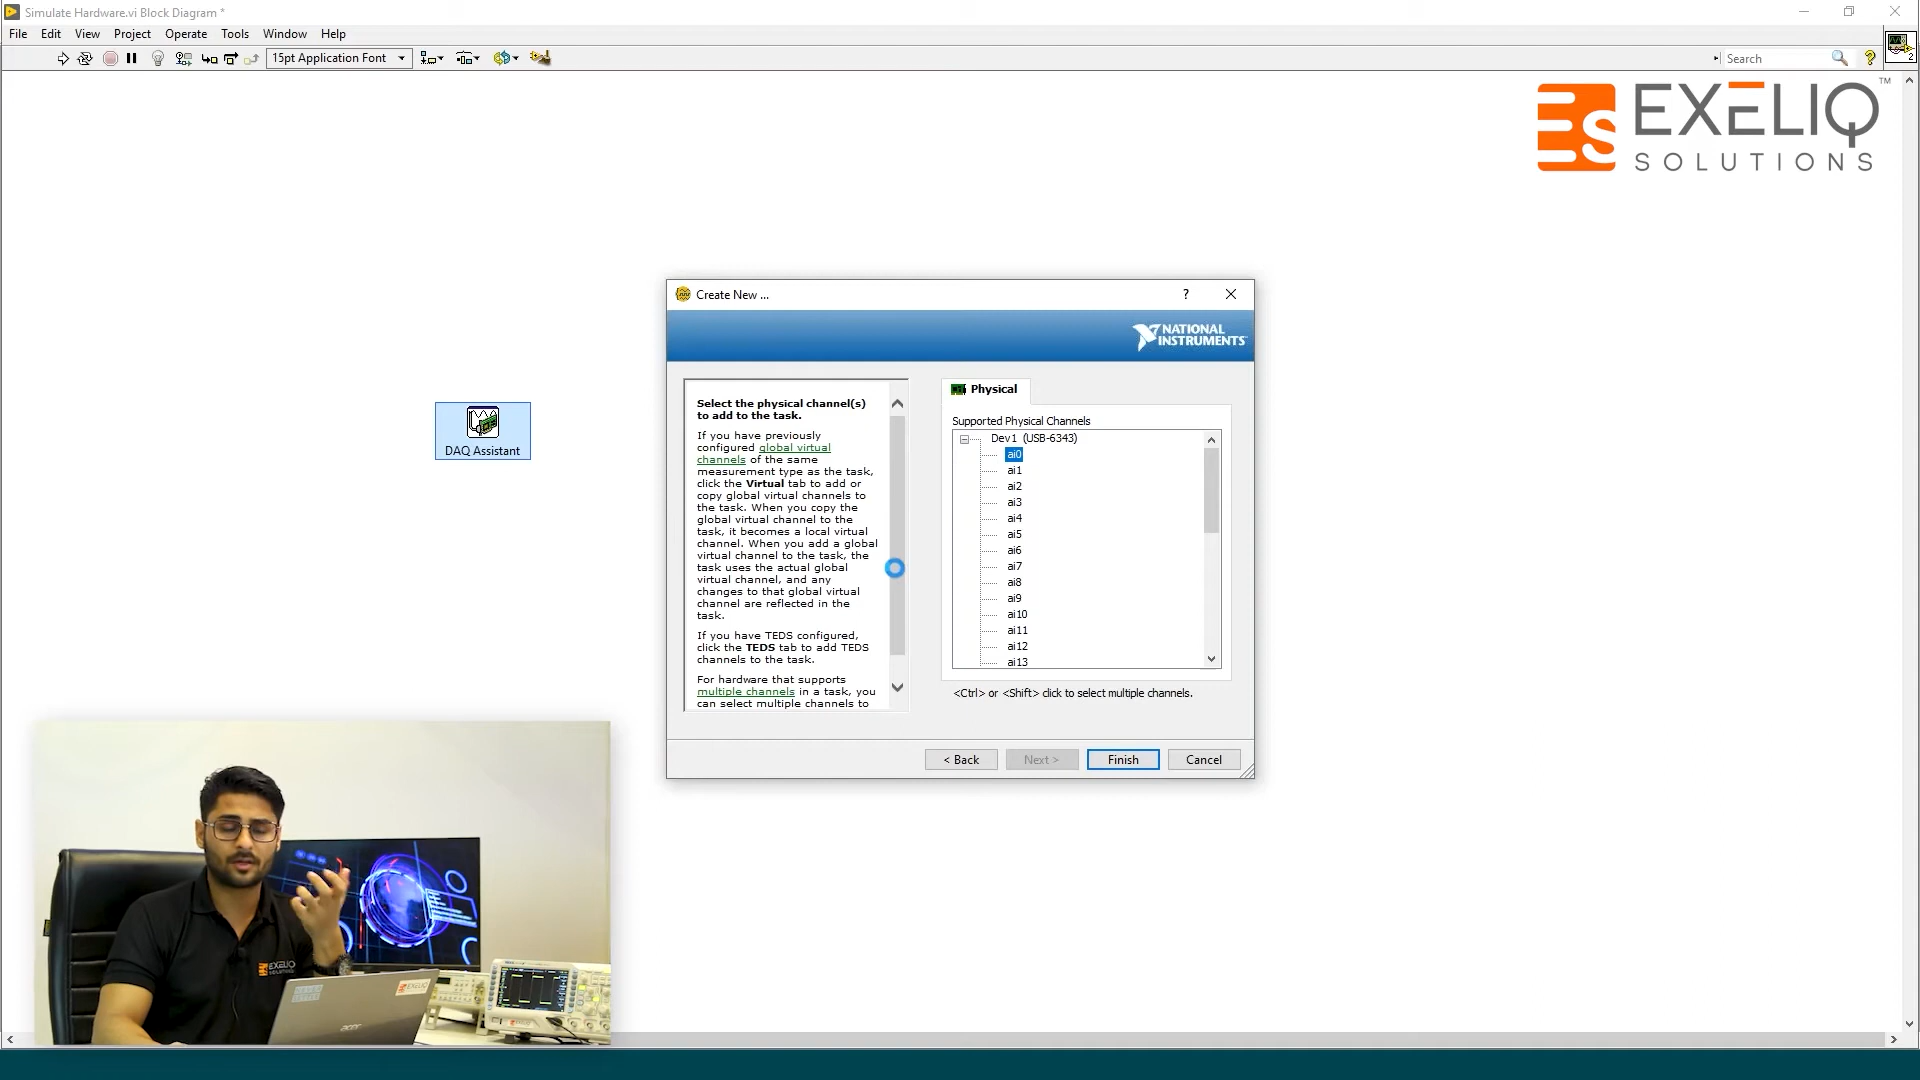 Simulate Hardware.vi Block Diagram *
File Edit View Project Operate Tools Window Help
15pt Application Font
Search
2
EXELIQ
TM
SOLUTIONS
DAQ Assistant
Create New ...
?
NATIONAL
INSTRUMENTS
Select the physical channel(s)
to add to the task.
If you have previously
configured global virtual
channels of the same
measurement type as the task,
click the Virtual tab to add or
copy global virtual channels to
the task. When you copy the
global virtual channel to the
task, it becomes a local virtual
channel. When you add a global
virtual channel to the task, the
task uses the actual global
virtual channel, and any
changes to that global virtual
channel are reflected in the
task.
If you have TEDS configured,
click the TEDS tab to add TEDS
channels to the task.
For hardware that supports
multiple channels in a task, you
can select multiple channels to
Physical
Supported Physical Channels
Dev1 (USB-6343)
ai0
ai1
ai2
ai3
ai4
ai5
ai6
ai7
ai8
ai9
ai10
ai11
ai12
ai13
<Ctrl> or <Shift> click to select multiple channels.
< Back
Next >
Finish
Cancel
EXELIQ
SOLUTIONS
EXELIQ
acer